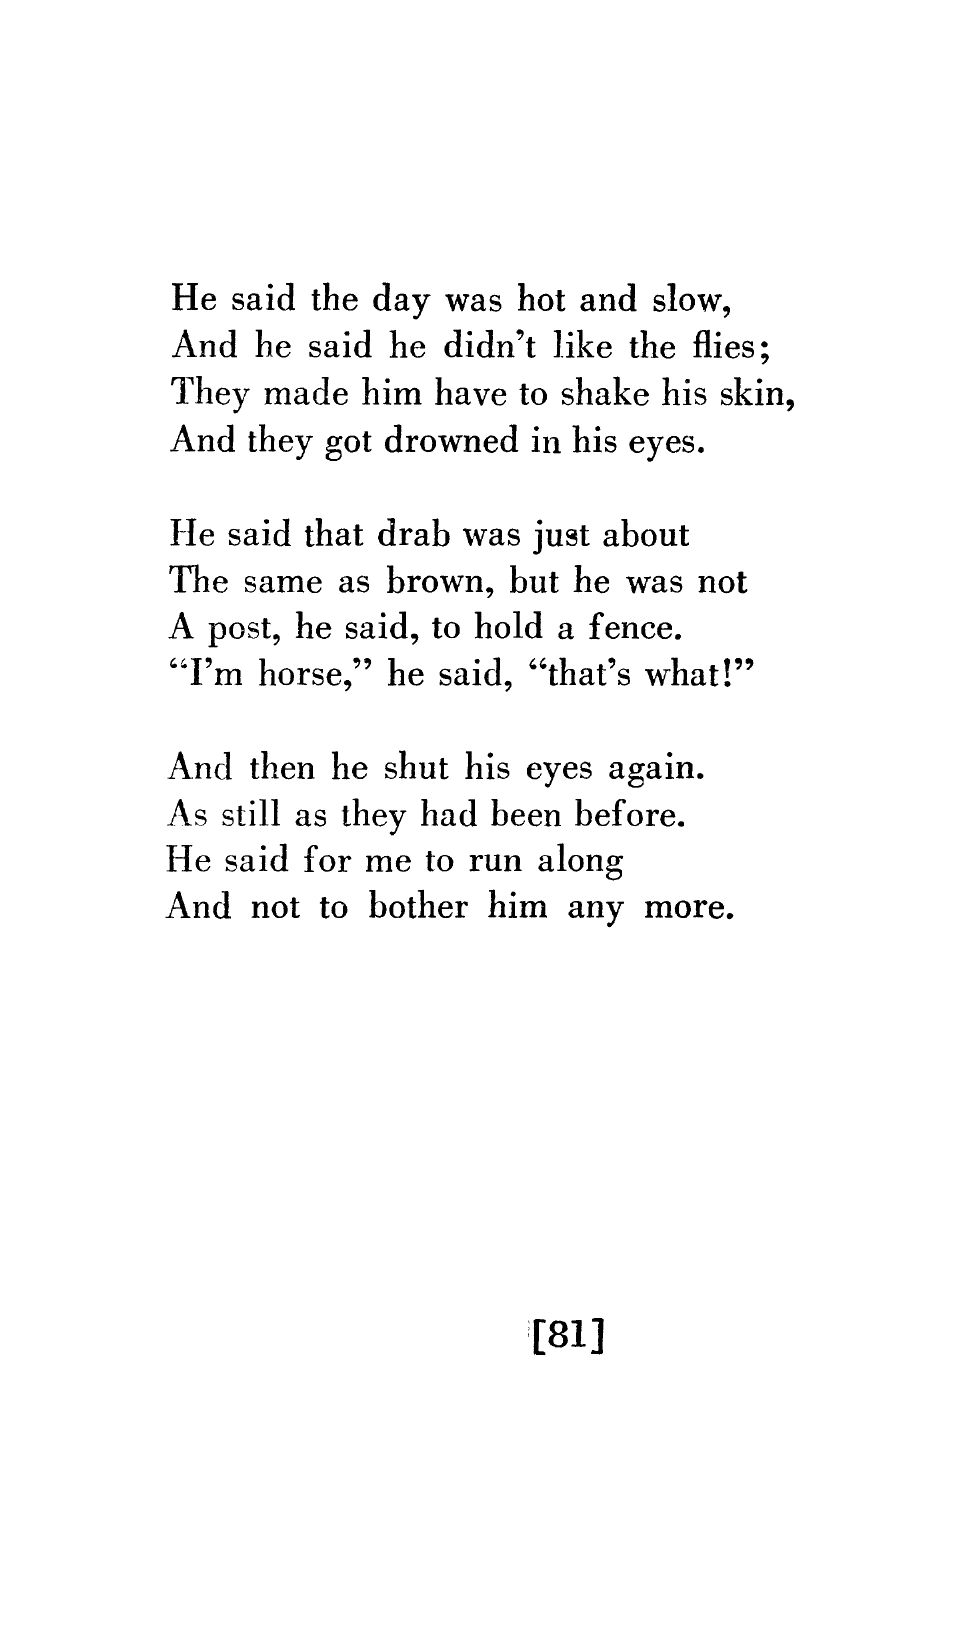 He said the day was hot and slow,
And he said he didn't like the flies;
They made him have to shake his skin,
And they got drowned in his eyes.

He said that drab was just about
The same as brown, but he was not
A post, he said, to hold a fence.
“I'm horse,” he said, “that's what!”

And then he shut his eyes again.
As still as they had been before.
He said for me to run along
And not to bother him any more.

[81]